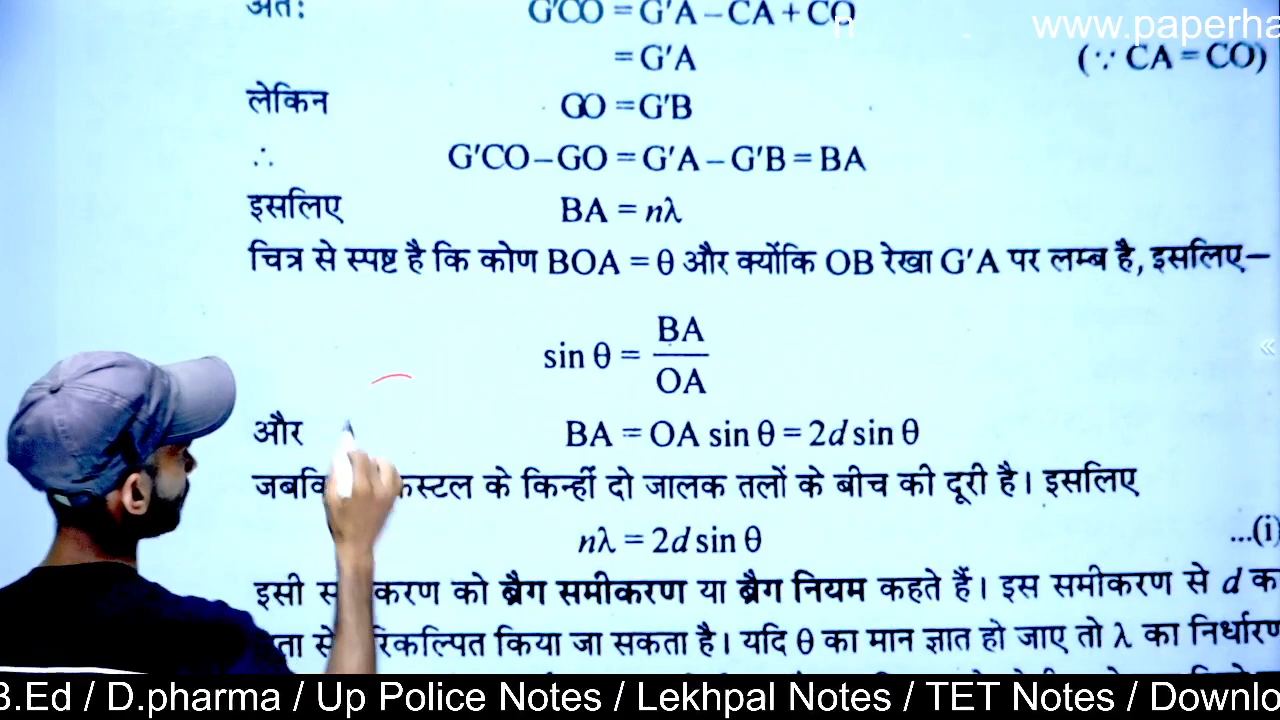 अतः G′CO = G′A – CA + CO
www.paperha
= G′A (∵ CA = CO)
लेकिन GO = G′B
∴ G′CO – GO = G′A – G′B = BA
इसलिए BA = nλ
चित्र से स्पष्ट है कि कोण BOA = θ और क्योंकि OB रेखा G′A पर लम्ब है, इसलिए—
sin θ = BA / OA
और BA = OA sin θ = 2d sin θ
जबकि स्टल के किन्हीं दो जालक तलों के बीच की दूरी है। इसलिए
nλ = 2d sin θ ...(i)
इसी करण को ब्रैग समीकरण या ब्रैग नियम कहते हैं। इस समीकरण से d क
ता से रिकल्पित किया जा सकता है। यदि θ का मान ज्ञात हो जाए तो λ का निर्धारण
B.Ed / D.pharma / Up Police Notes / Lekhpal Notes / TET Notes / Downlo